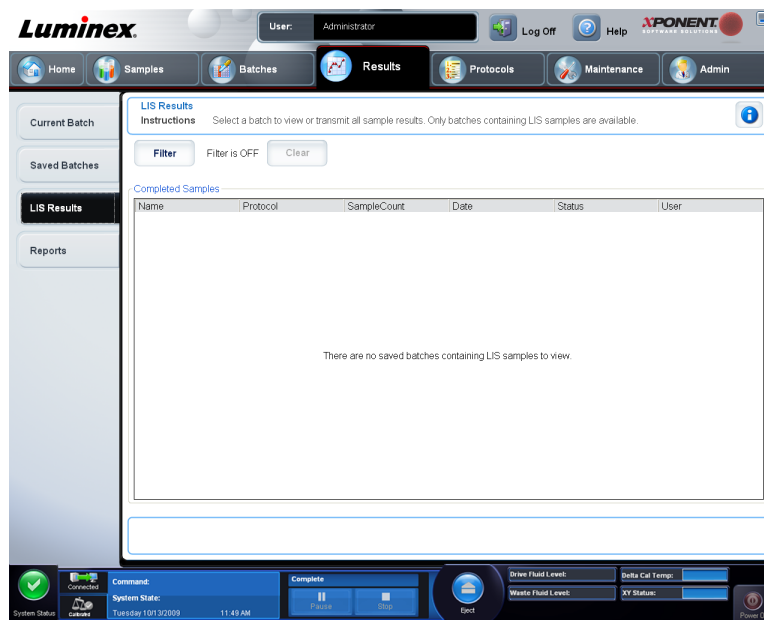 Luminex.
User: Administrator
Log Off
Help
XPONENT.
SOFTWARE SOLUTIONS
Home
Samples
Batches
Results
Protocols
Maintenance
Admin
Current Batch
Saved Batches
LIS Results
Reports
LIS Results
Instructions Select a batch to view or transmit all sample results. Only batches containing LIS samples are available.
Filter Filter is OFF Clear
Completed Samples
Name Protocol SampleCount Date Status User
There are no saved batches containing LIS samples to view.
System Status
Connected
Calibrated
Command:
System State:
Tuesday 10/13/2009 11:49 AM
Complete
Pause Stop
Eject
Drive Fluid Level:
Waste Fluid Level:
Delta Cal Temp:
XY Status:
Power O